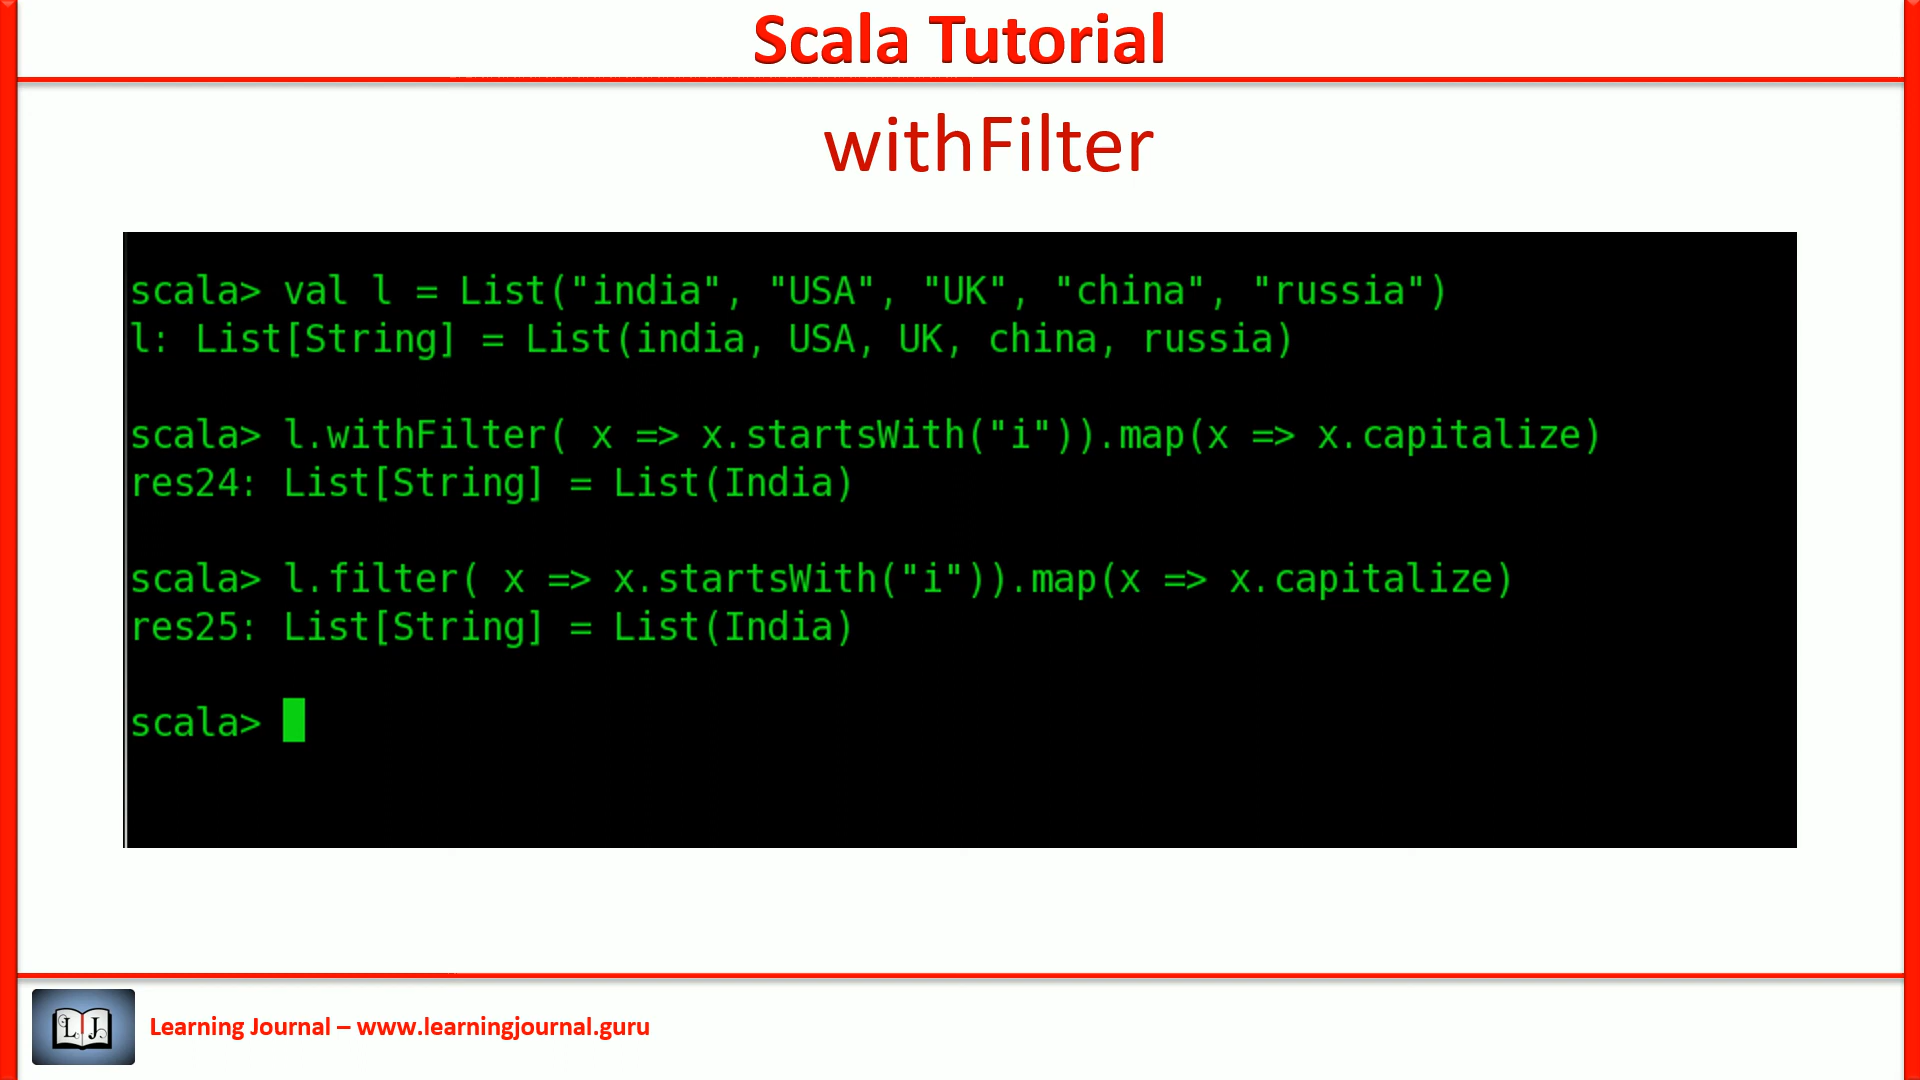 Scala Tutorial
withFilter
scala> val l = List("india", "USA", "UK", "china", "russia")
l: List[String] = List(india, USA, UK, china, russia)
scala> l.withFilter( x => x.startsWith("i")).map(x => x.capitalize)
res24: List[String] = List(India)
scala> l.filter( x => x.startsWith("i")).map(x => x.capitalize)
res25: List[String] = List(India)
scala>
L J
Learning Journal – www.learningjournal.guru